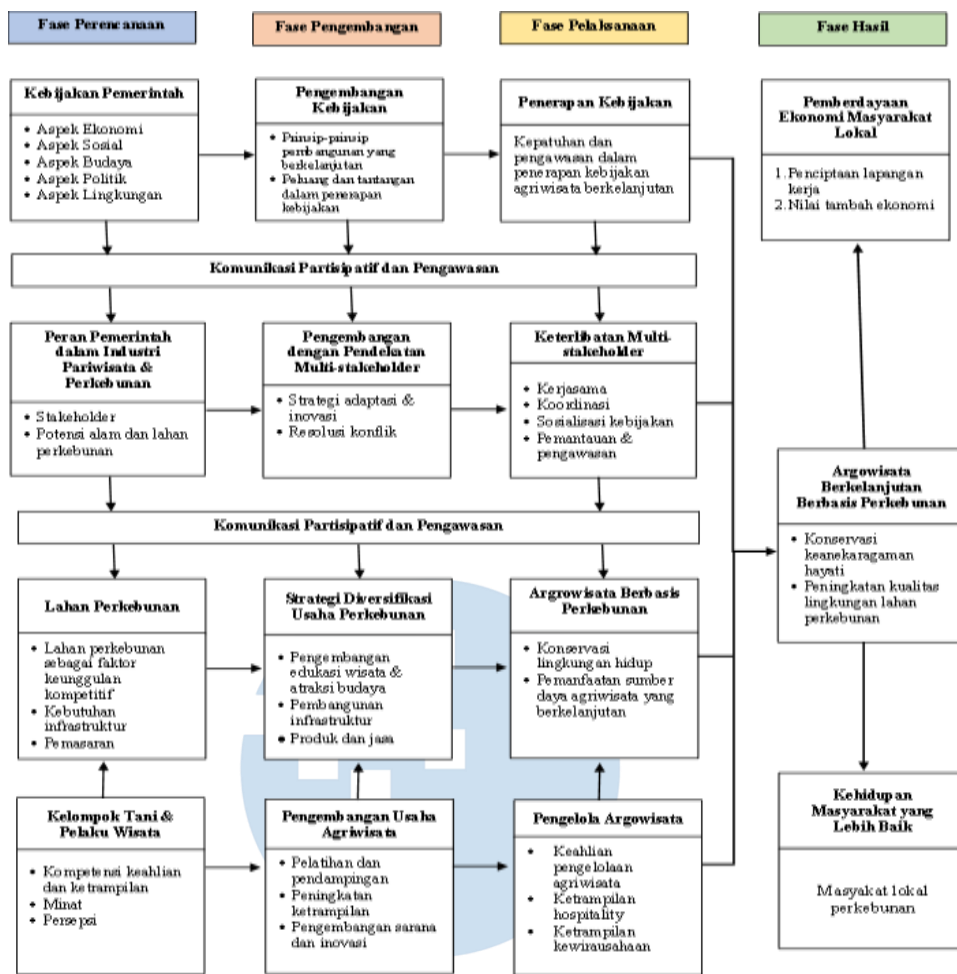 Fase Perencanaan
Fase Pengembangan
Fase Pelaksanaan
Fase Hasil
Kebijakan Pemerintah
• Aspek Ekonomi
• Aspek Sosial
• Aspek Budaya
• Aspek Politik
• Aspek Lingkungan
Pengembangan
Kebijakan
• Prinsip-prinsip
pembangunan yang
berkelanjutan
• Peluang dan tantangan
dalam penerapan
kebijakan
Penerapan Kebijakan
Kepatuhan dan
pengawasan dalam
penerapan kebijakan
agriwisata berkelanjutan
Pemberdayaan
Ekonomi Masyarakat
Lokal
1. Penciptaan lapangan
kerja
2. Nilai tambah ekonomi
Komunikasi Partisipatif dan Pengawasan
Peran Pemerintah
dalam Industri
Pariwisata &
Perkebunan
• Stakeholder
• Potensi alam dan lahan
perkebunan
Pengembangan
dengan Pendekatan
Multi-stakeholder
• Strategi adaptasi &
inovasi
• Resolusi konflik
Keterlibatan Multi-
stakeholder
• Kerjasama
• Koordinasi
• Sosialisasi kebijakan
• Pemantauan &
pengawasan
Argowisata
Berkelanjutan
Berbasis Perkebunan
• Konservasi
keanekaragaman
hayati
• Peningkatan kualitas
lingkungan lahan
perkebunan
Komunikasi Partisipatif dan Pengawasan
Lahan Perkebunan
• Lahan perkebunan
sebagai faktor
keunggulan
kompetitif
• Kebutuhan
infrastruktur
• Pemasaran
Strategi Diversifikasi
Usaha Perkebunan
• Pengembangan
edukasi wisata &
atraksi budaya
• Pembangunan
infrastruktur
• Produk dan jasa
Argrowisata Berbasis
Perkebunan
• Konservasi
lingkungan hidup
• Pemanfaatan sumber
daya agriwisata yang
berkelanjutan
Kelompok Tani &
Pelaku Wisata
• Kompetensi keahlian
dan ketrampilan
• Minat
• Persepsi
Pengembangan Usaha
Agriwisata
• Pelatihan dan
pendampingan
• Peningkatan
ketrampilan
• Pengembangan sarana
dan inovasi
Pengelola Argowisata
• Keahlian
pengelolaan
agriwisata
• Ketrampilan
hospitality
• Ketrampilan
kewirausahaan
Kehidupan
Masyarakat yang
Lebih Baik
Masyakat lokal
perkebunan